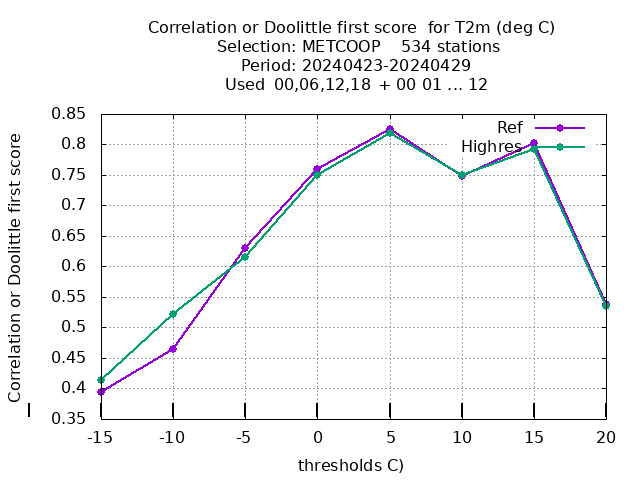 Correlation or Doolittle first score  for T2m (deg C)
Selection: METCOOP    534 stations
Period: 20240423-20240429
Used  00,06,12,18 + 00 01 ... 12
Correlation or Doolittle first score
0.85
0.8
0.75
0.7
0.65
0.6
0.55
0.5
0.45
0.4
0.35
Ref
Highres
-15 -10 -5 0 5 10 15 20
thresholds C)